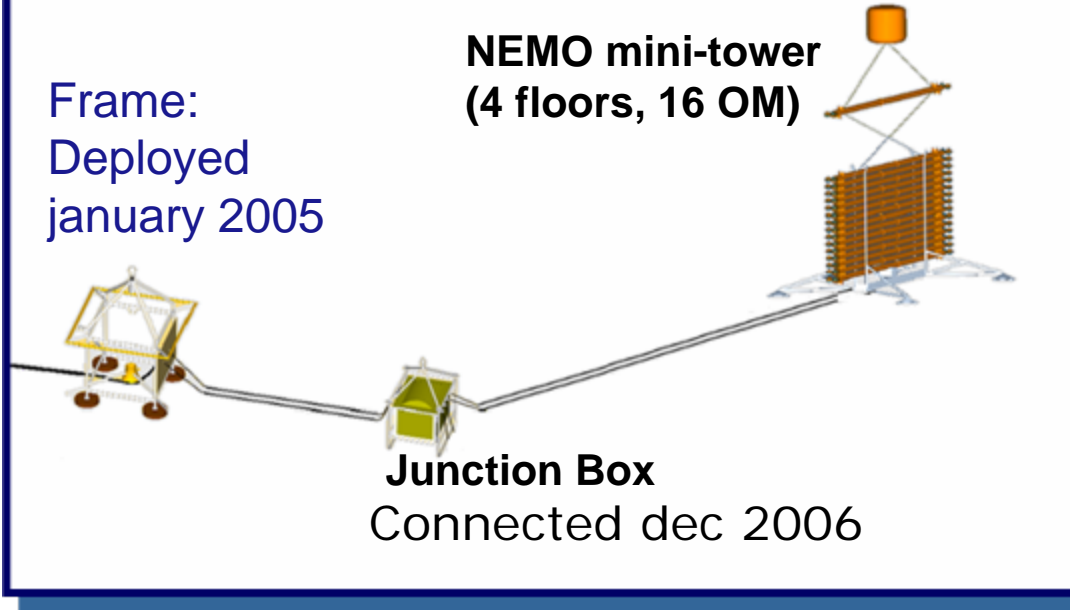 NEMO mini-tower
(4 floors, 16 OM)
Frame:
Deployed
january 2005
Junction Box
Connected dec 2006